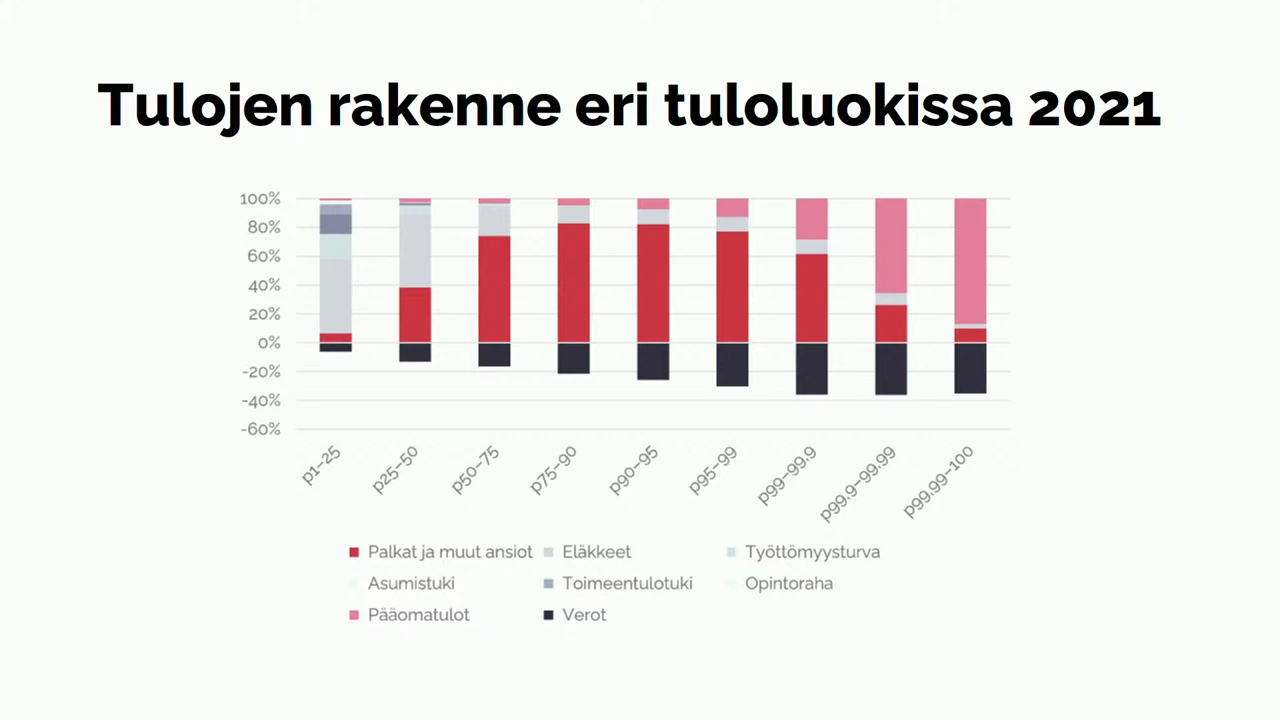 Tulojen rakenne eri tuloluokissa 2021
100%
80%
60%
40%
20%
0%
-20%
-40%
-60%
p1–25
p25–50
p50–75
p75–90
p90–95
p95–99
p99–99.9
p99.9–99.99
p99.99–100
Palkat ja muut ansiot
Eläkkeet
Työttömyysturva
Asumistuki
Toimeentulotuki
Opintoraha
Pääomatulot
Verot